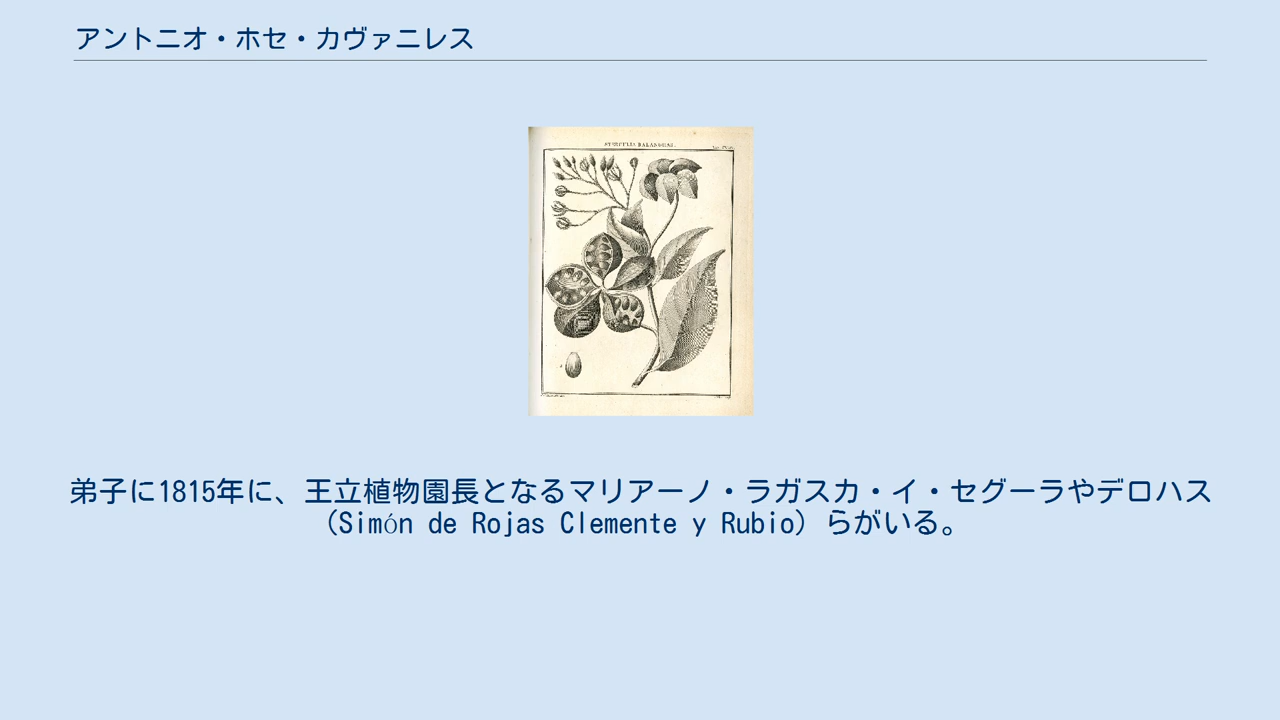 アントニオ・ホセ・カヴァニレス
弟子に1815年に、王立植物園長となるマリアーノ・ラガスカ・イ・セグーラやデロハス
(Simón de Rojas Clemente y Rubio) らがいる。